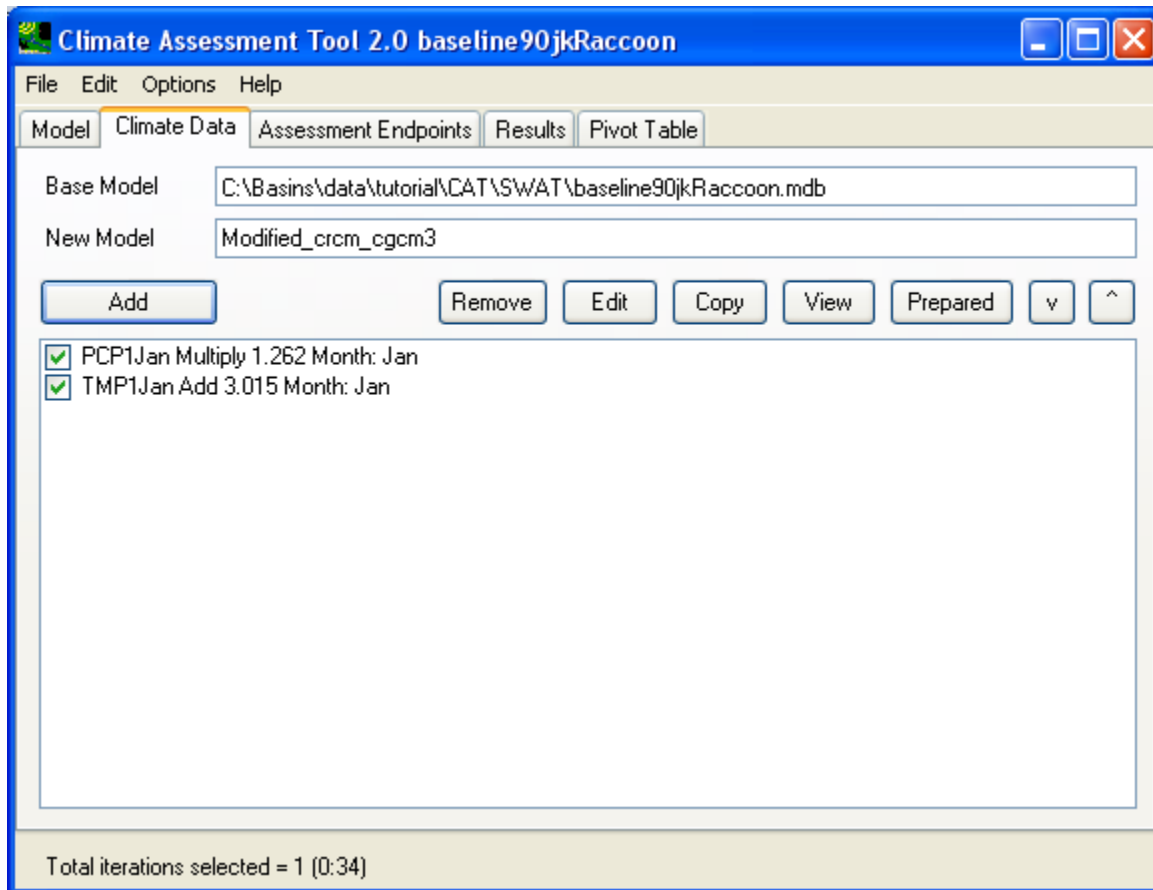 Climate Assessment Tool 2.0 baseline90jkRaccoon
File Edit Options Help
Model Climate Data Assessment Endpoints Results Pivot Table
Base Model C:\Basins\data\tutorial\CAT\SWAT\baseline90jkRaccoon.mdb
New Model Modified_crcm_cgcm3
Add Remove Edit Copy View Prepared v ^
PCP1Jan Multiply 1.262 Month: Jan
TMP1Jan Add 3.015 Month: Jan
Total iterations selected = 1 (0:34)